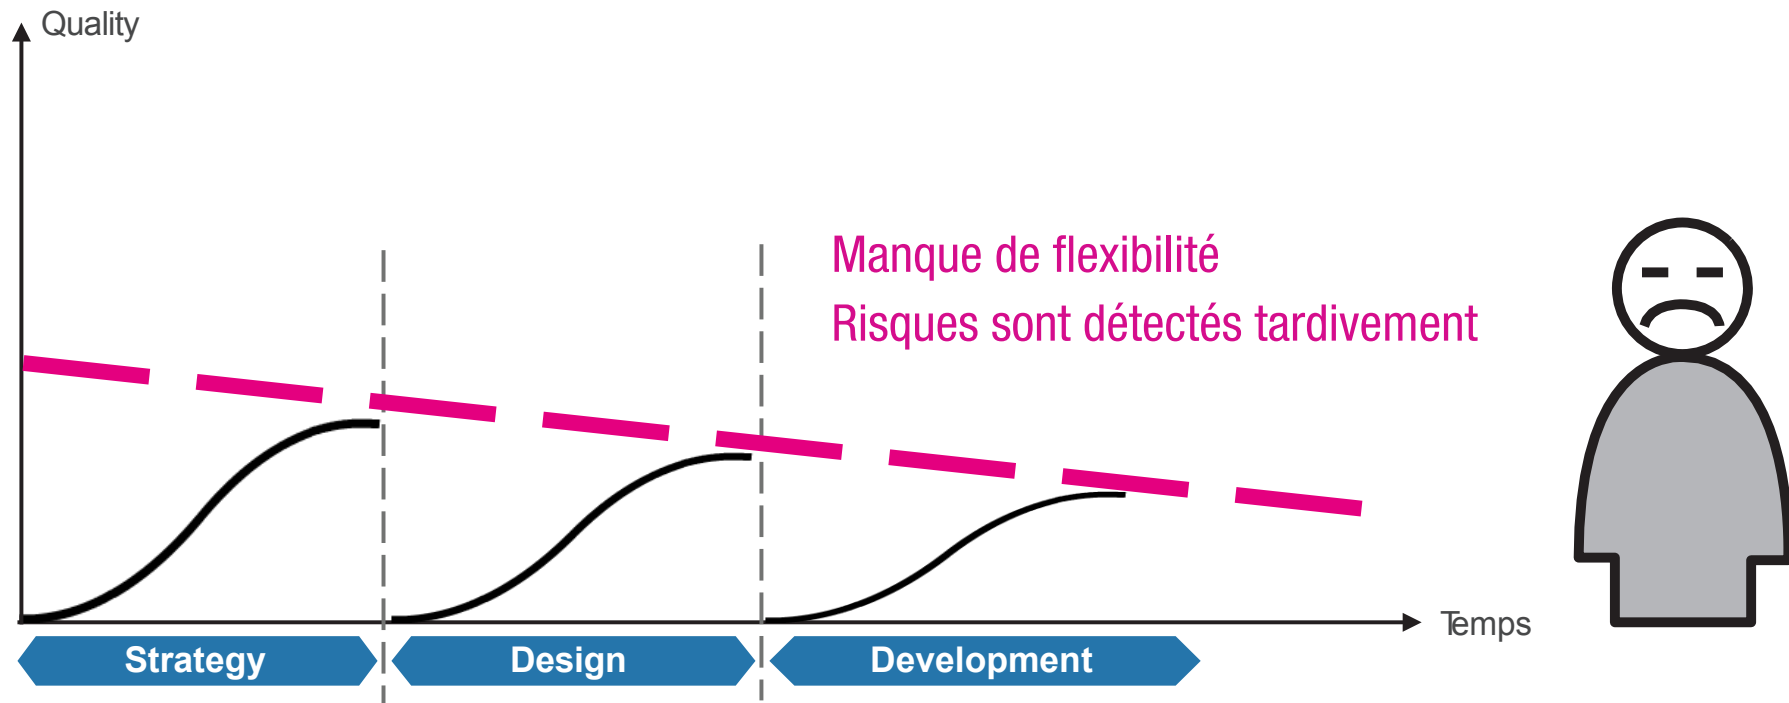 Quality
Manque de flexibilité
Risques sont détectés tardivement
Temps
Strategy
Design
Development